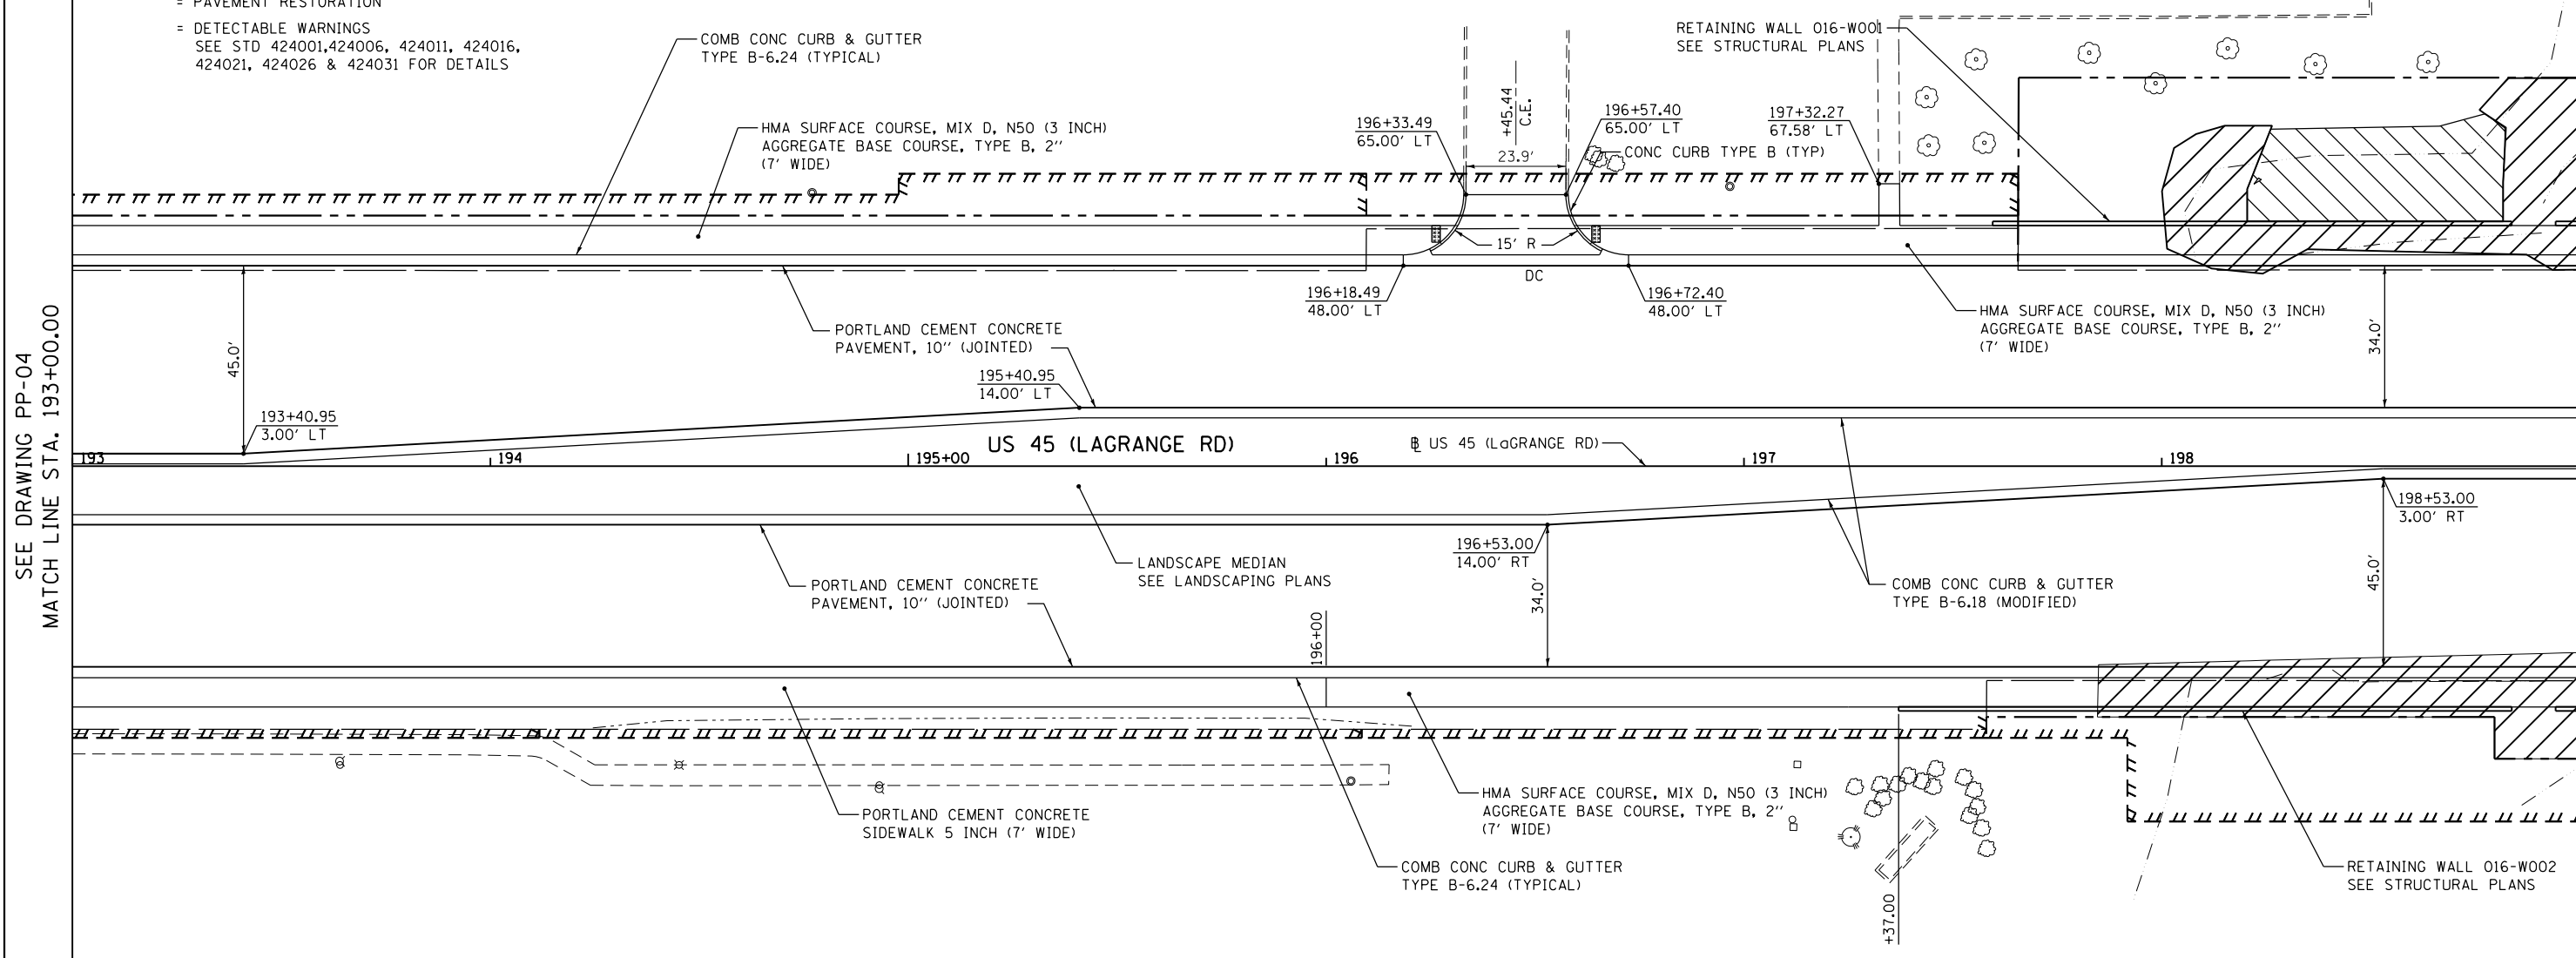 = PAVEMENT RESTORATION
= DETECTABLE WARNINGS
SEE STD 424001,424006, 424011, 424016,
424021, 424026 & 424031 FOR DETAILS
COMB CONC CURB & GUTTER
TYPE B-6.24 (TYPICAL)
HMA SURFACE COURSE, MIX D, N50 (3 INCH)
AGGREGATE BASE COURSE, TYPE B, 2''
(7' WIDE)
RETAINING WALL 016-W001
SEE STRUCTURAL PLANS
+45.44
C.E.
196+33.49
65.00' LT
196+57.40
65.00' LT
197+32.27
67.58' LT
23.9'
CONC CURB TYPE B (TYP)
15' R
DC
196+18.49
48.00' LT
196+72.40
48.00' LT
HMA SURFACE COURSE, MIX D, N50 (3 INCH)
AGGREGATE BASE COURSE, TYPE B, 2''
(7' WIDE)
PORTLAND CEMENT CONCRETE
PAVEMENT, 10'' (JOINTED)
45.0'
34.0'
195+40.95
14.00' LT
193+40.95
3.00' LT
SEE DRAWING PP-04
MATCH LINE STA. 193+00.00
US 45 (LAGRANGE RD)
B US 45 (LaGRANGE RD)
193
194
195+00
196
197
198
198+53.00
3.00' RT
196+53.00
14.00' RT
LANDSCAPE MEDIAN
SEE LANDSCAPING PLANS
PORTLAND CEMENT CONCRETE
PAVEMENT, 10'' (JOINTED)
34.0'
45.0'
COMB CONC CURB & GUTTER
TYPE B-6.18 (MODIFIED)
196+00
PORTLAND CEMENT CONCRETE
SIDEWALK 5 INCH (7' WIDE)
HMA SURFACE COURSE, MIX D, N50 (3 INCH)
AGGREGATE BASE COURSE, TYPE B, 2''
(7' WIDE)
COMB CONC CURB & GUTTER
TYPE B-6.24 (TYPICAL)
+37.00
RETAINING WALL 016-W002
SEE STRUCTURAL PLANS